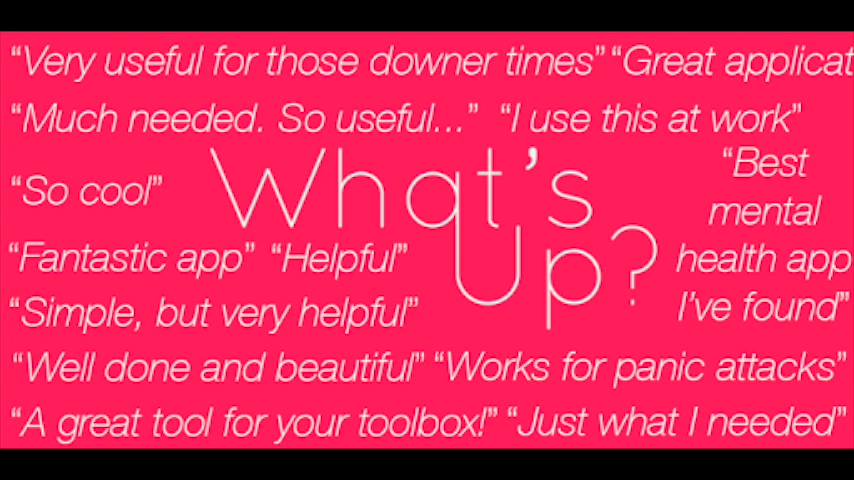 “Very useful for those downer times” “Great applicat
“Much needed. So useful...” “I use this at work”
“So cool”
What’s Up?
“Best mental health app I’ve found”
“Fantastic app” “Helpful”
“Simple, but very helpful”
“Well done and beautiful” “Works for panic attacks”
“A great tool for your toolbox!” “Just what I needed”